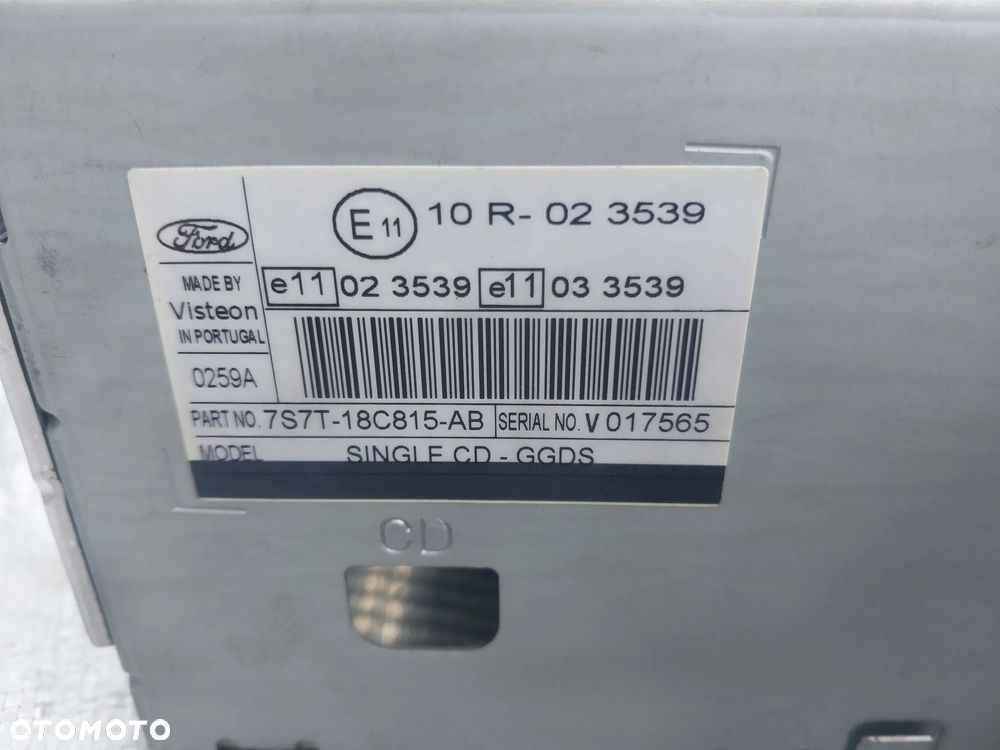 E 11 10 R- 02 3539
Ford
e11 02 3539 e11 03 3539
MADE BY
Visteon
IN PORTUGAL
0259A
PART NO. 7S7T-18C815-AB SERIAL NO. V 017565
MODEL SINGLE CD - GGDS
CD
OTOMOTO